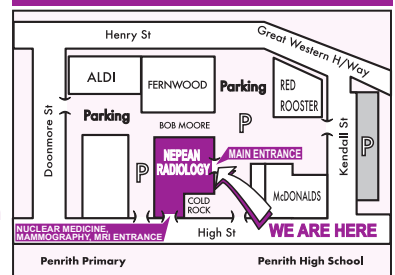 Henry St
Great Western H/Way
ALDI
FERNWOOD
Parking
RED
ROOSTER
Doonmore St
Parking
BOB MOORE
P
Kendall St
P
P
NEPEAN
RADIOLOGY
MAIN ENTRANCE
McDONALDS
COLD
ROCK
NUCLEAR MEDICINE,
MAMMOGRAPHY, MRI ENTRANCE
High St
WE ARE HERE
Penrith Primary
Penrith High School